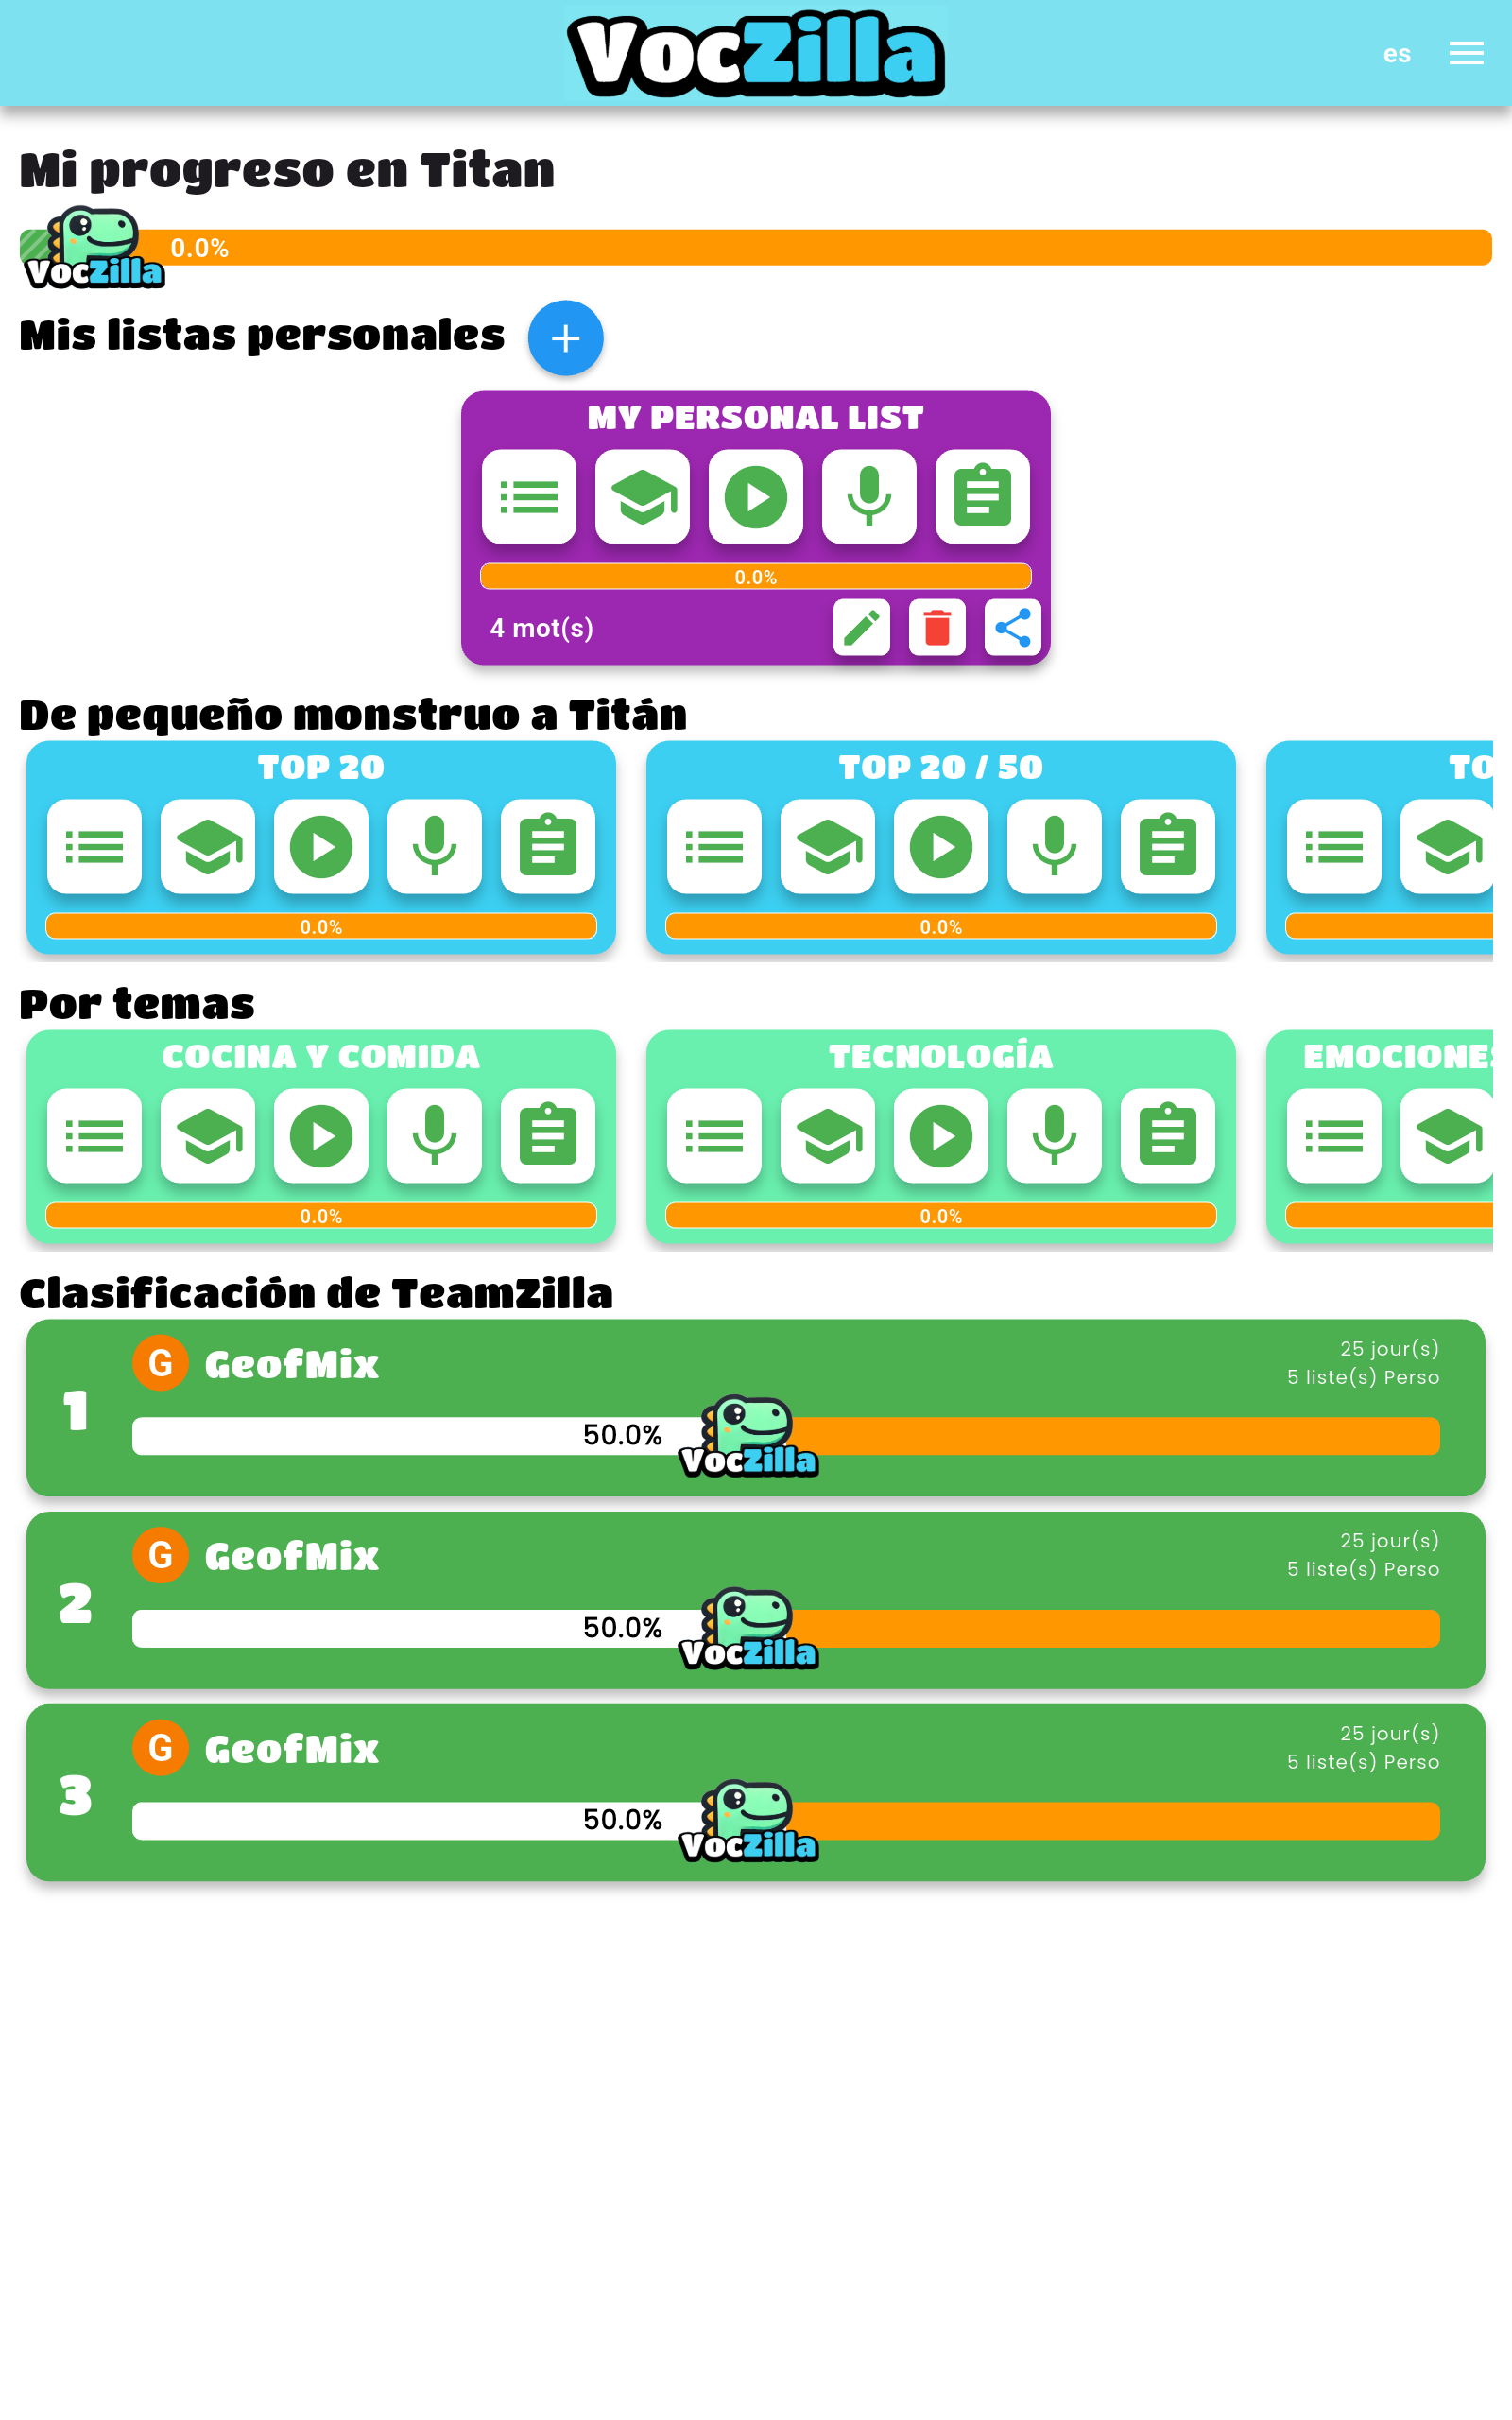 VocZilla
es
Mi progreso en Titan
0.0%
VocZilla
Mis listas personales
MY PERSONAL LIST
0.0%
4 mot(s)
De pequeño monstruo a Titán
TOP 20
TOP 20 / 50
TO
0.0%
0.0%
Por temas
COCINA Y COMIDA
TECNOLOGÍA
EMOCIONES
0.0%
0.0%
Clasificación de TeamZilla
1
G
GeofMix
25 jour(s)
5 liste(s) Perso
50.0%
VocZilla
2
G
GeofMix
25 jour(s)
5 liste(s) Perso
50.0%
VocZilla
3
G
GeofMix
25 jour(s)
5 liste(s) Perso
50.0%
VocZilla